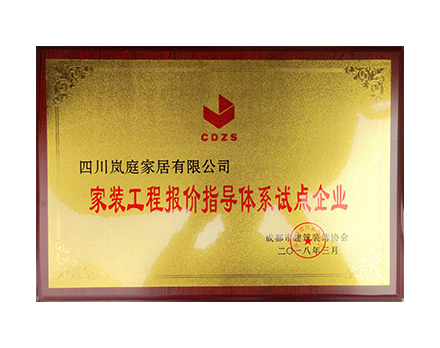 CDZS
四川岚庭家居有限公司
家装工程报价指导体系试点企业
成都市建筑装饰协会
二〇一八年三月